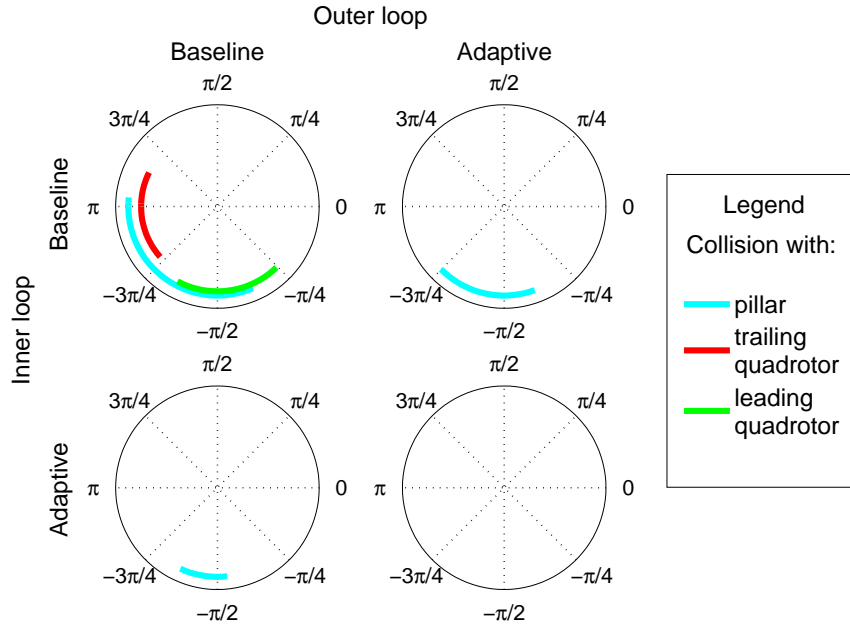 Outer loop
Baseline
Adaptive
Inner loop
Baseline
π/2
3π/4
π/4
π
0
−3π/4
−π/4
−π/2
π/2
3π/4
π/4
π
0
−3π/4
−π/4
−π/2
Adaptive
π/2
3π/4
π/4
π
0
−3π/4
−π/4
−π/2
π/2
3π/4
π/4
π
0
−3π/4
−π/4
−π/2
Legend
Collision with:
pillar
trailing
quadrotor
leading
quadrotor